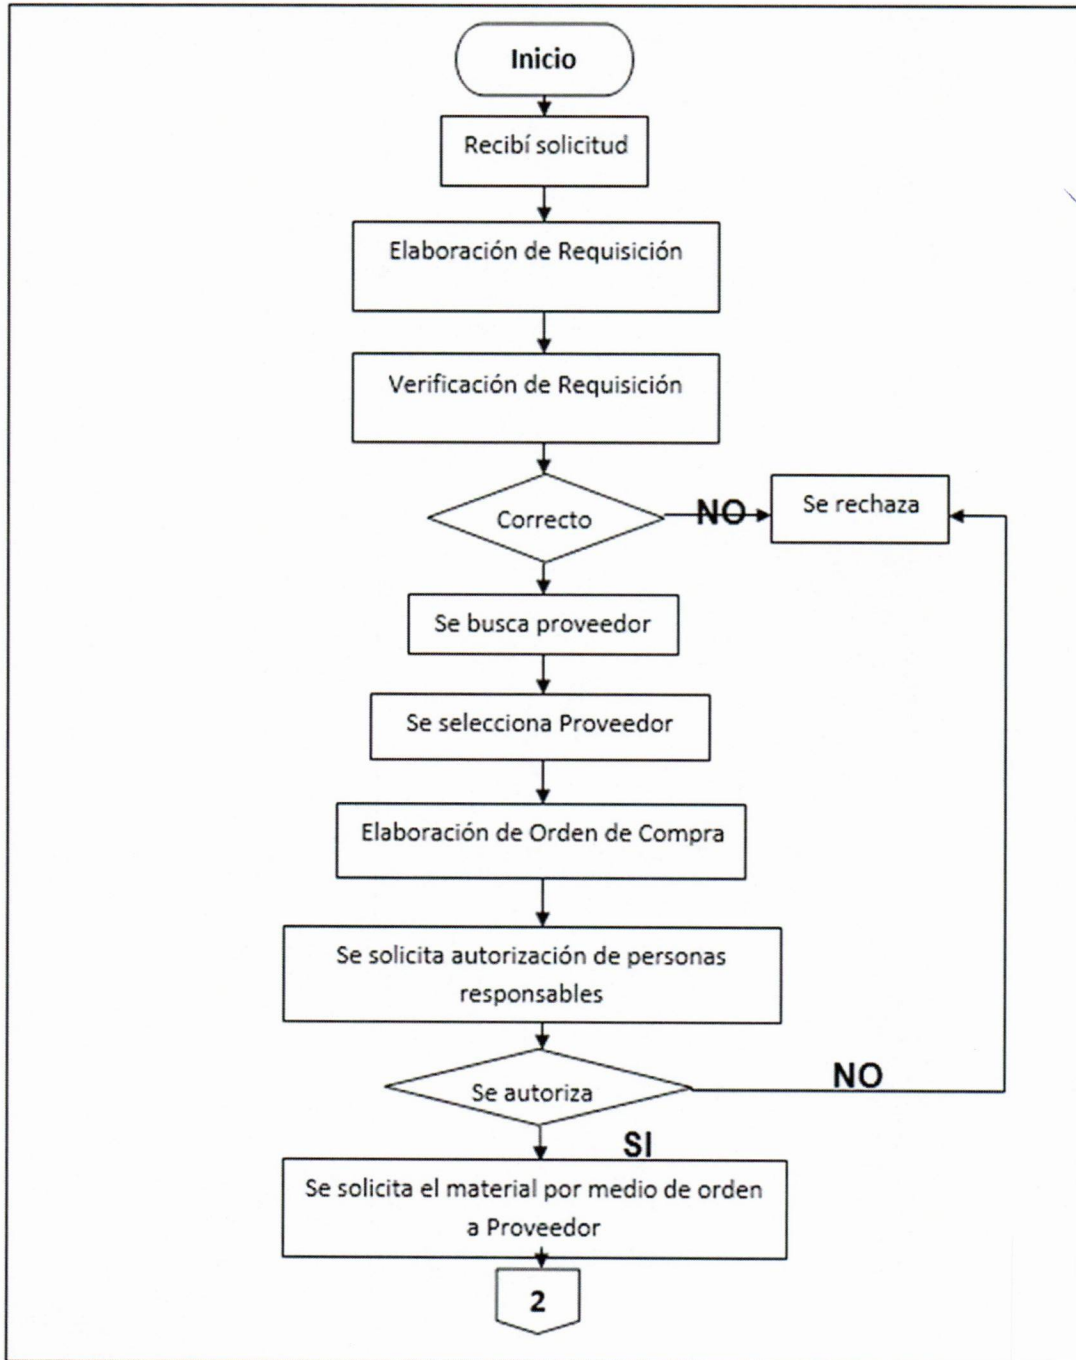 Inicio
Recibí solicitud
Elaboración de Requisición
Verificación de Requisición
Correcto
NO
Se rechaza
Se busca proveedor
Se selecciona Proveedor
Elaboración de Orden de Compra
Se solicita autorización de personas
responsables
Se autoriza
NO
SI
Se solicita el material por medio de orden
a Proveedor
2